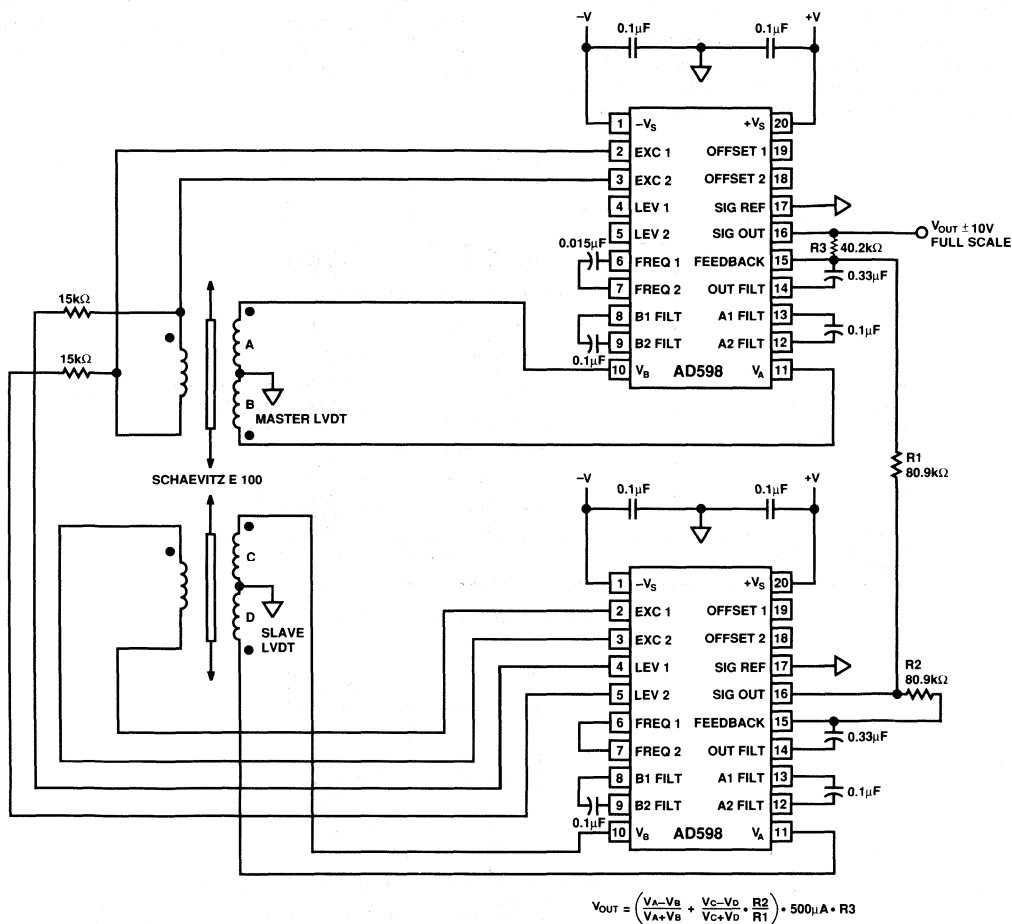 –V
0.1µF
0.1µF
+V
1 –VS
+VS 20
2 EXC 1
OFFSET 1 19
3 EXC 2
OFFSET 2 18
4 LEV 1
SIG REF 17
5 LEV 2
SIG OUT 16
VOUT ± 10V
FULL SCALE
R3 40.2kΩ
0.015µF
6 FREQ 1
FEEDBACK 15
0.33µF
7 FREQ 2
OUT FILT 14
15kΩ
8 B1 FILT
A1 FILT 13
0.1µF
9 B2 FILT
A2 FILT 12
15kΩ
0.1µF
10 VB
AD598
VA 11
A
B
MASTER LVDT
SCHAEVITZ E 100
R1
80.9kΩ
–V
0.1µF
0.1µF
+V
C
D
SLAVE
LVDT
1 –VS
+VS 20
2 EXC 1
OFFSET 1 19
3 EXC 2
OFFSET 2 18
4 LEV 1
SIG REF 17
R2
80.9kΩ
5 LEV 2
SIG OUT 16
6 FREQ 1
FEEDBACK 15
0.33µF
7 FREQ 2
OUT FILT 14
8 B1 FILT
A1 FILT 13
0.1µF
9 B2 FILT
A2 FILT 12
0.1µF
10 VB
AD598
VA 11
VOUT = (VA–VB/VA+VB + VC–VD/VC+VD • R2/R1) • 500µA • R3